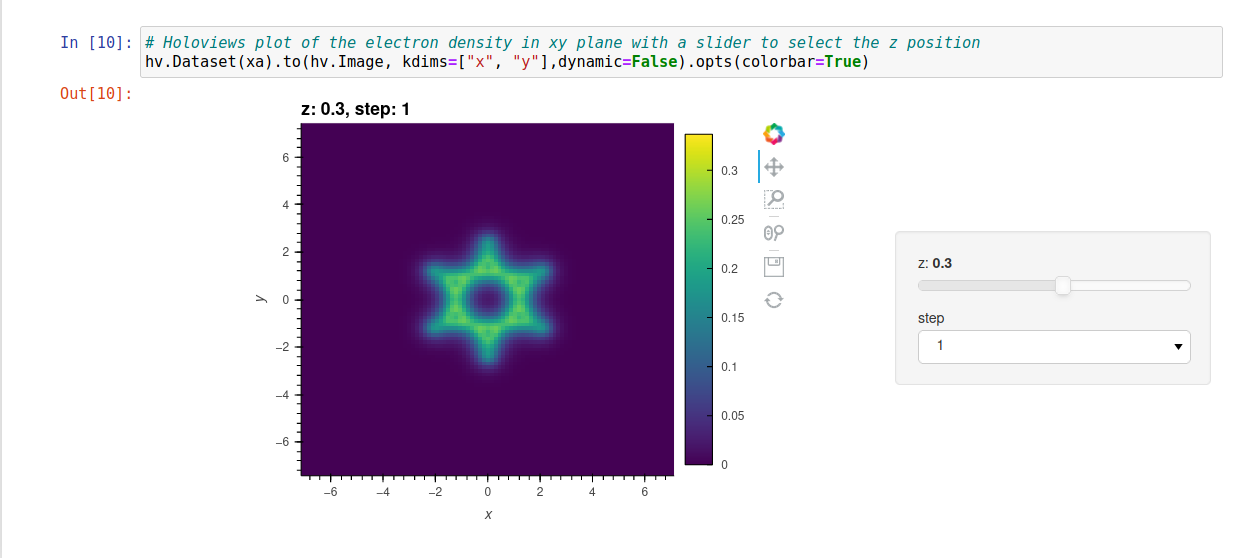 In [10]: # Holoviews plot of the electron density in xy plane with a slider to select the z position
hv.Dataset(xa).to(hv.Image, kdims=["x", "y"],dynamic=False).opts(colorbar=True)
Out[10]:
z: 0.3, step: 1
6
4
2
0
−2
−4
−6
y
−6 −4 −2 0 2 4 6
x
0.3
0.25
0.2
0.15
0.1
0.05
0
z: 0.3
step
1